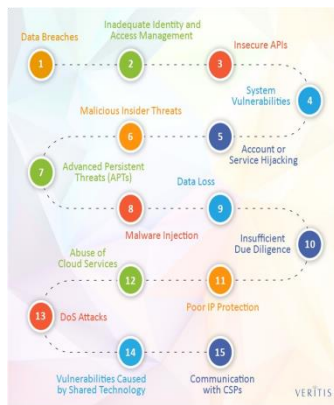 Data Breaches
1
Inadequate Identity and
Access Management
2
Insecure APIs
3
System
Vulnerabilities
4
Account or
Service Hijacking
5
Malicious Insider Threats
6
Advanced Persistent
Threats (APTs)
7
Malware Injection
8
Data Loss
9
Insufficient
Due Diligence
10
Poor IP Protection
11
Abuse of
Cloud Services
12
DoS Attacks
13
Vulnerabilities Caused
by Shared Technology
14
Communication
with CSPs
15
VERITIS